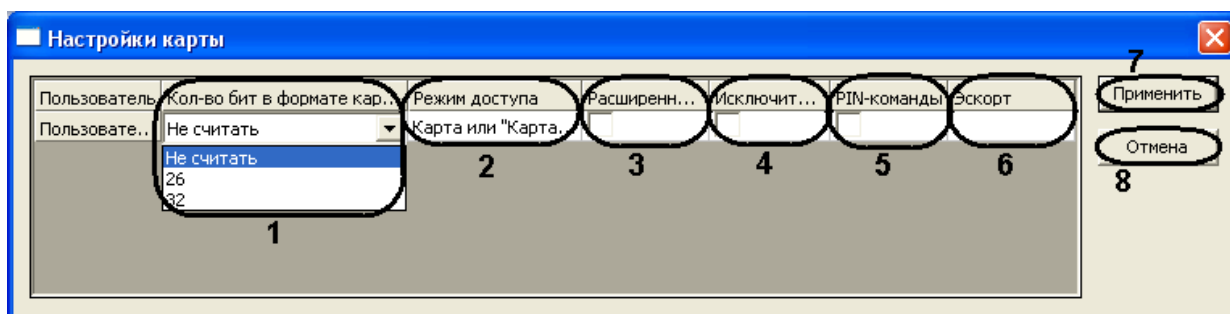 Настройки карты
7
Пользователь Кол-во бит в формате кар... Режим доступа Расширенн... Исключит... PIN-команды Эскорт Применить
Пользовате... Не считать Карта или "Карта... Отмена
Не считать
26
32
1 2 3 4 5 6 8